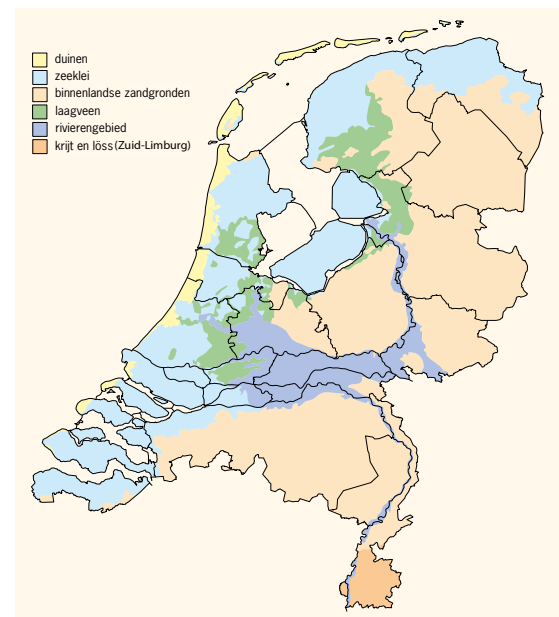 duinen
zeeklei
binnenlandse zandgronden
laagveen
rivierengebied
krijt en löss(Zuid-Limburg)